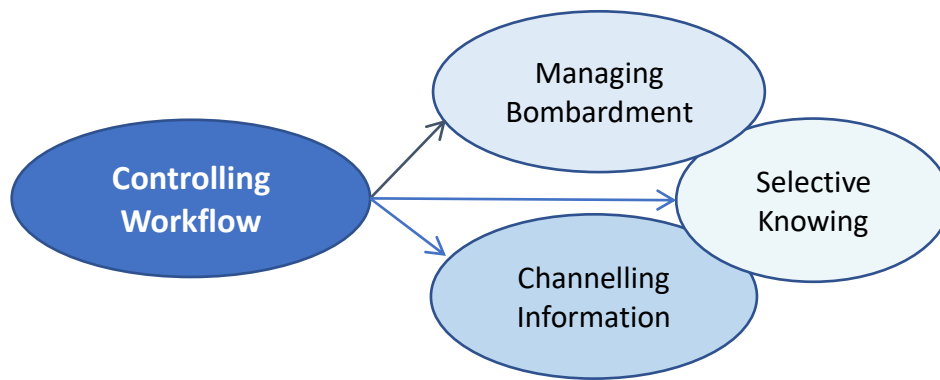 Managing
Bombardment
Controlling
Workflow
Selective
Knowing
Channelling
Information